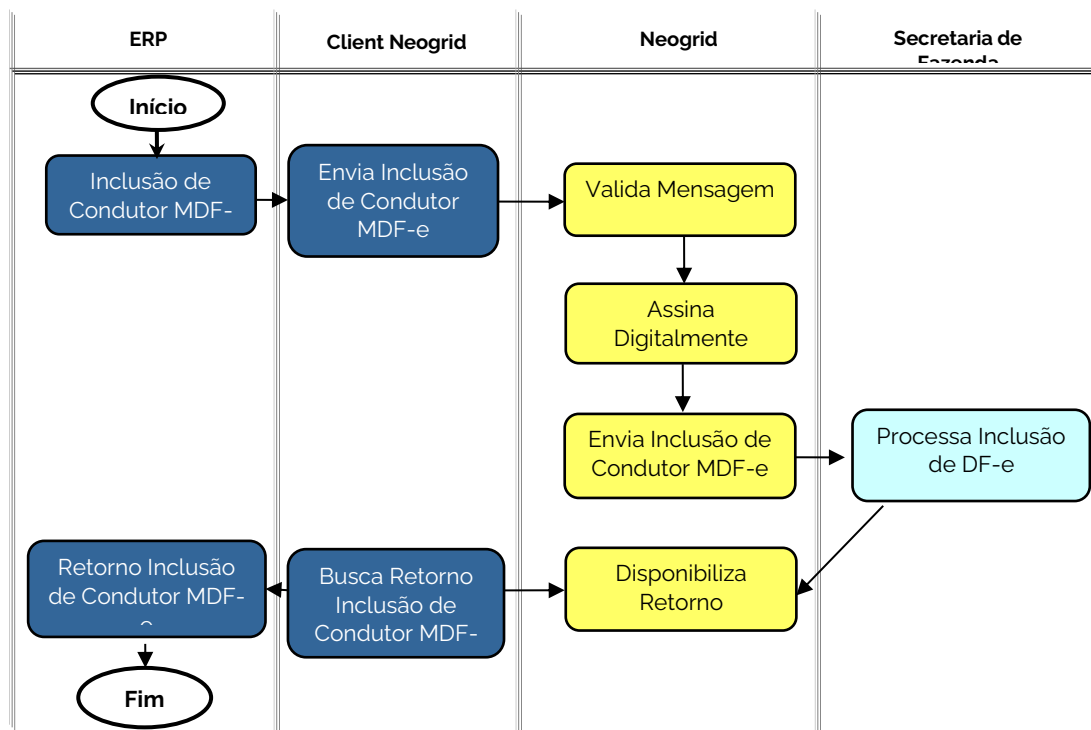 ERP
Client Neogrid
Neogrid
Secretaria de
Fazenda
Início
Inclusão de
Condutor MDF-
Envia Inclusão
de Condutor
MDF-e
Valida Mensagem
Assina
Digitalmente
Envia Inclusão de
Condutor MDF-e
Processa Inclusão
de DF-e
Retorno Inclusão
de Condutor MDF-
Busca Retorno
Inclusão de
Condutor MDF-
Disponibiliza
Retorno
Fim